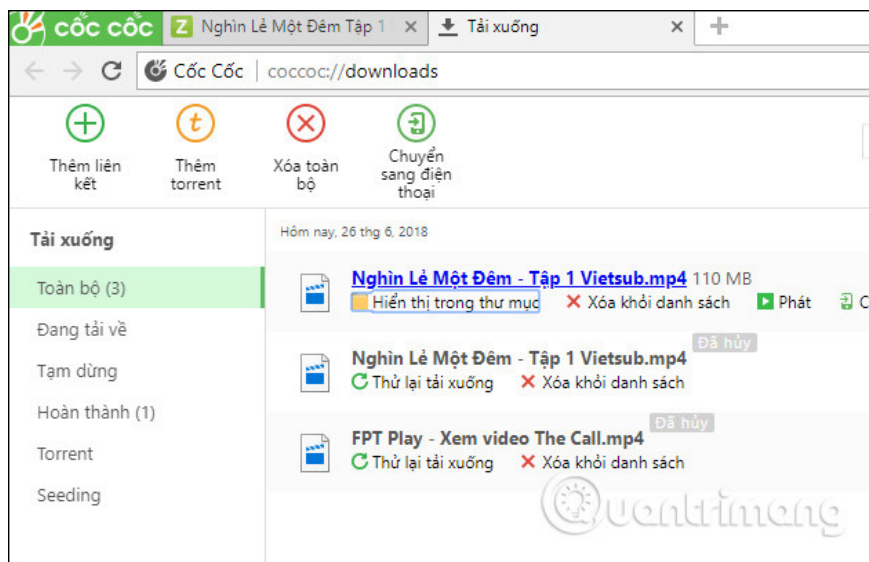 cốc cốc
Z Nghìn Lẻ Một Đêm Tập 1
Tải xuống
Cốc Cốc
coccoc://downloads
Thêm liên kết
Thêm torrent
Xóa toàn bộ
Chuyển sang điện thoại
Tải xuống
Toàn bộ (3)
Đang tải về
Tạm dừng
Hoàn thành (1)
Torrent
Seeding
Hôm nay, 26 thg 6, 2018
Nghìn Lẻ Một Đêm - Tập 1 Vietsub.mp4 110 MB
Hiển thị trong thư mục Xóa khỏi danh sách Phát C
Đã hủy
Nghìn Lẻ Một Đêm - Tập 1 Vietsub.mp4
Thử lại tải xuống Xóa khỏi danh sách
Đã hủy
FPT Play - Xem video The Call.mp4
Thử lại tải xuống Xóa khỏi danh sách
Quantrimang